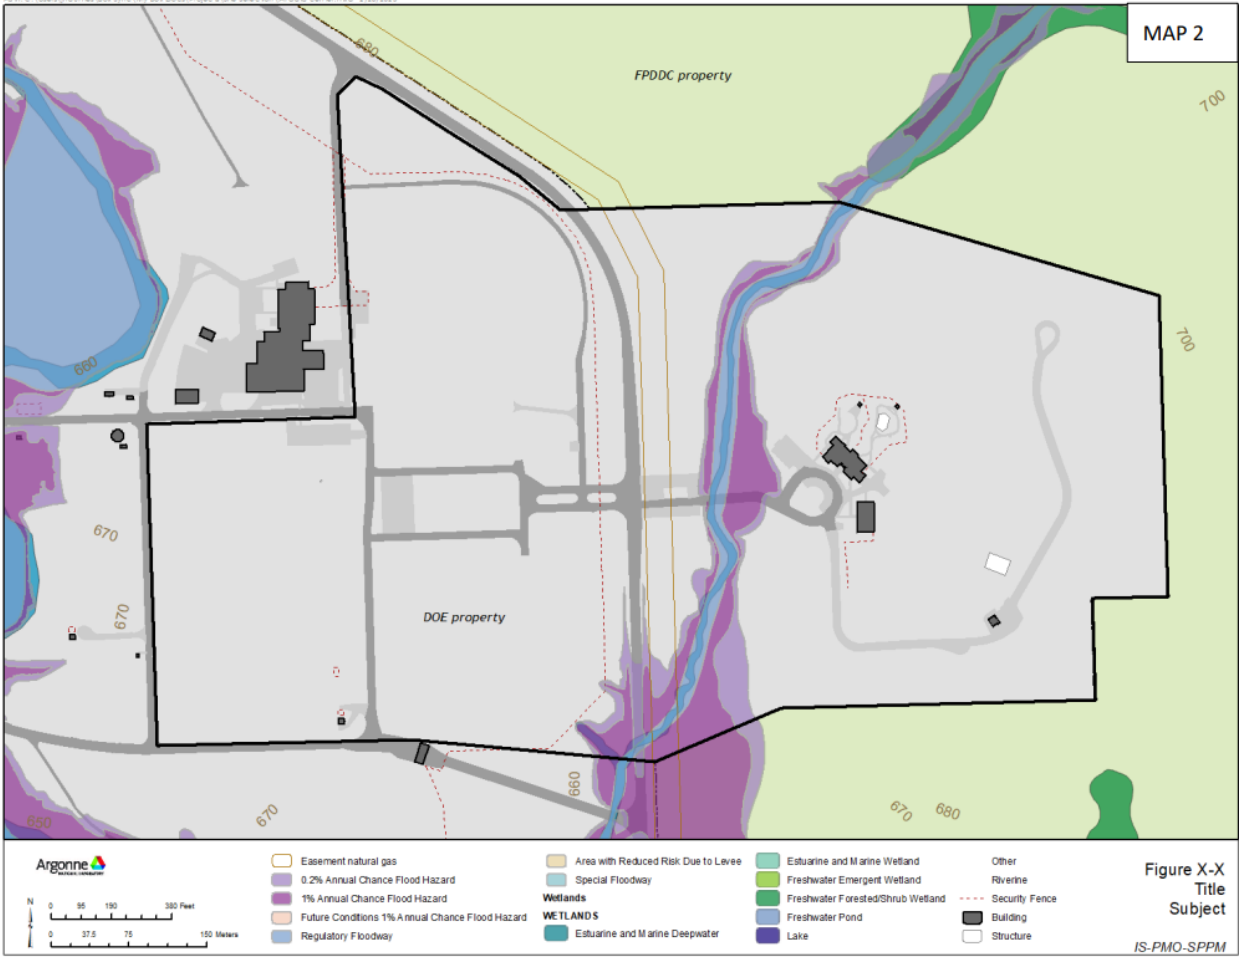 MAP 2
680
FPDDC property
700
700
660
670
670
DOE property
660
670
650
670
680
Argonne
NATIONAL LABORATORY
N
0 95 190 380 Feet
0 37.5 75 150 Meters
Easement natural gas
0.2% Annual Chance Flood Hazard
1% Annual Chance Flood Hazard
Future Conditions 1% Annual Chance Flood Hazard
Regulatory Floodway
Area with Reduced Risk Due to Levee
Special Floodway
Wetlands
WETLANDS
Estuarine and Marine Deepwater
Estuarine and Marine Wetland
Freshwater Emergent Wetland
Freshwater Forested/Shrub Wetland
Freshwater Pond
Lake
Other
Riverine
Security Fence
Building
Structure
Figure X-X
Title
Subject
IS-PMO-SPPM